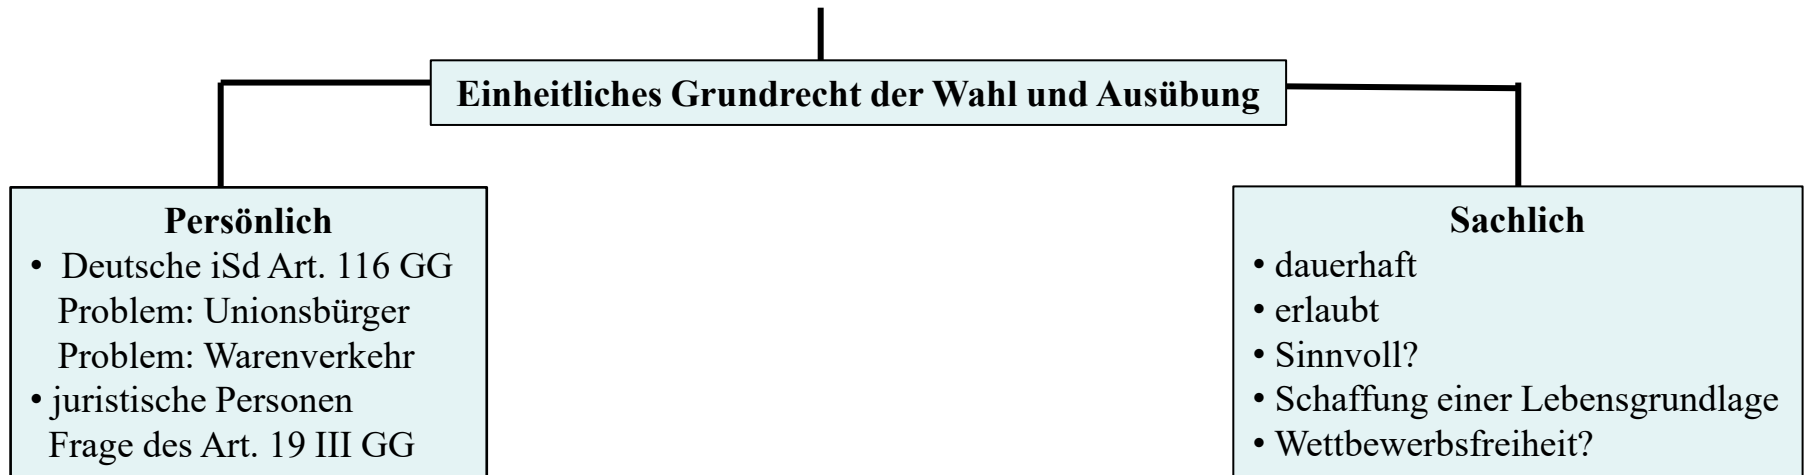 Einheitliches Grundrecht der Wahl und Ausübung
Persönlich
• Deutsche iSd Art. 116 GG
Problem: Unionsbürger
Problem: Warenverkehr
• juristische Personen
Frage des Art. 19 III GG
Sachlich
• dauerhaft
• erlaubt
• Sinnvoll?
• Schaffung einer Lebensgrundlage
• Wettbewerbsfreiheit?